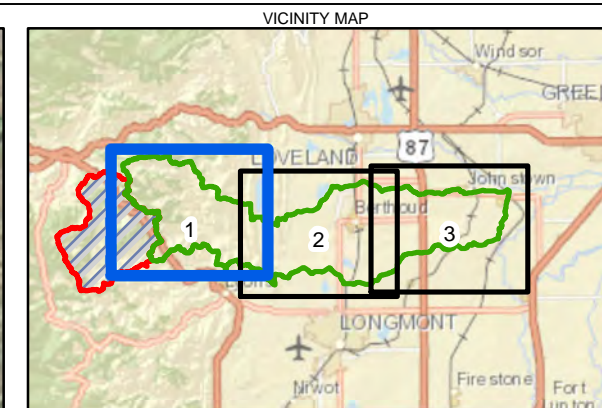 VICINITY MAP
Windsor
GREE
LOVELAND
87
Johnstown
Berthoud
1
2
3
LONGMONT
Niwot
Firestone
Fort